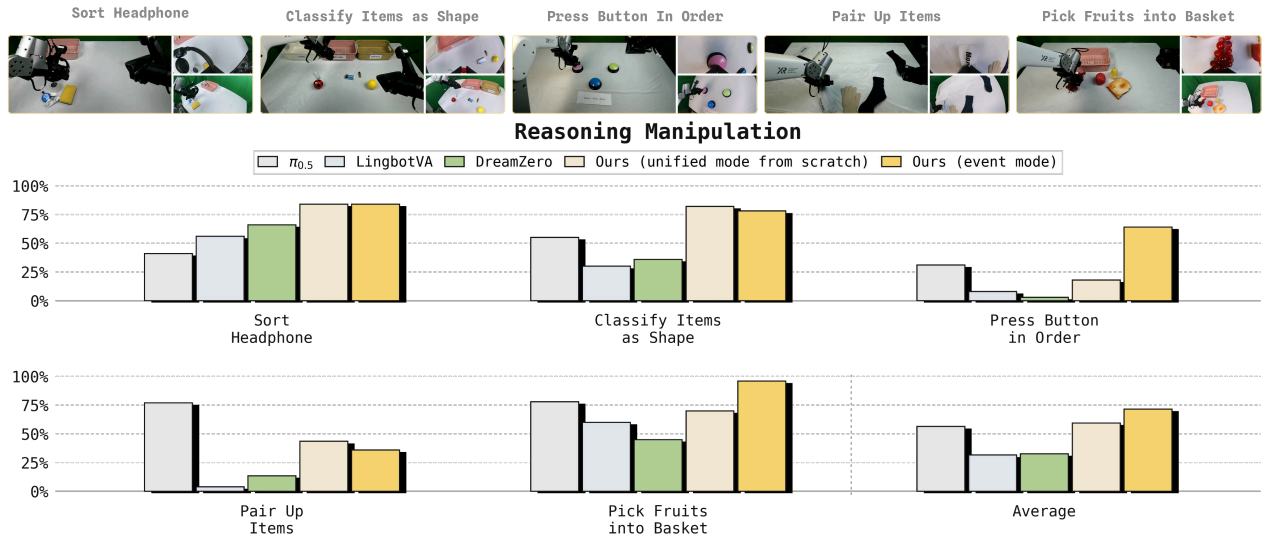 Sort Headphone
Classify Items as Shape
Press Button In Order
Pair Up Items
Pick Fruits into Basket
Reasoning Manipulation
π0.5
LingbotVA
DreamZero
Ours (unified mode from scratch)
Ours (event mode)
100%
75%
50%
25%
0%
Sort
Headphone
Classify Items
as Shape
Press Button
in Order
100%
75%
50%
25%
0%
Pair Up
Items
Pick Fruits
into Basket
Average